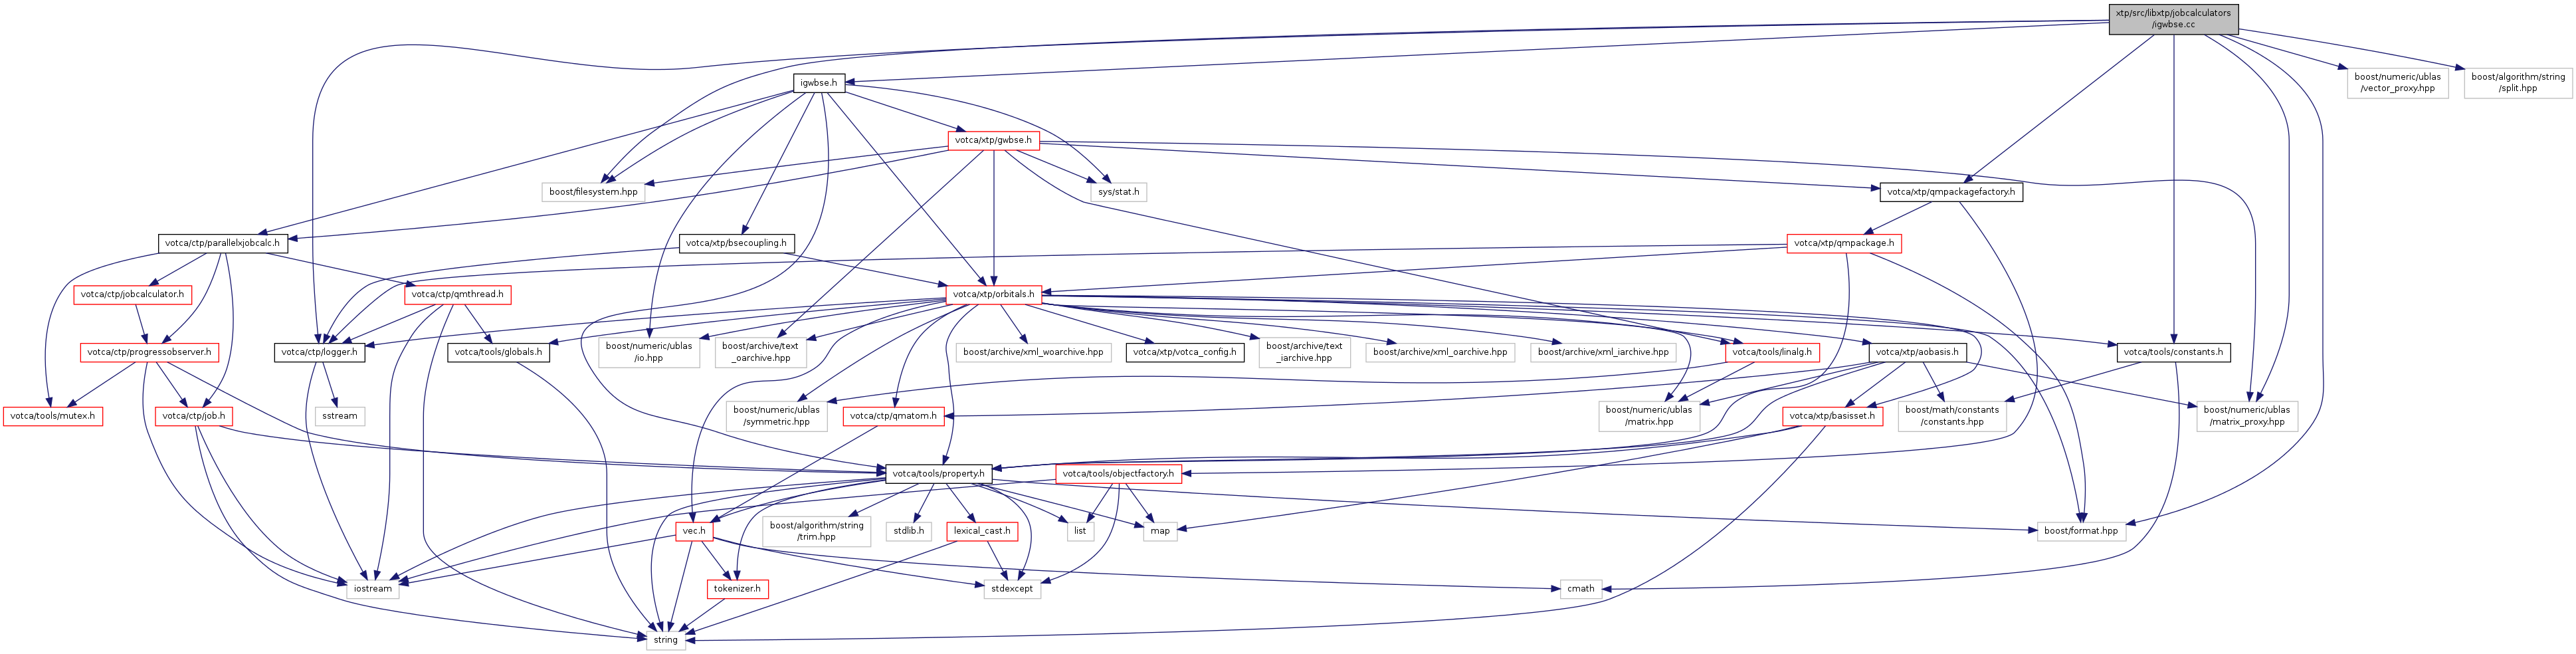 xtp/src/libxtp/jobcalculators
/igwbse.cc
igwbse.h
boost/numeric/ublas
/vector_proxy.hpp
boost/algorithm/string
/split.hpp
votca/xtp/gwbse.h
boost/filesystem.hpp
sys/stat.h
votca/xtp/qmpackagefactory.h
votca/ctp/parallelxjobcalc.h
votca/xtp/bsecoupling.h
votca/xtp/qmpackage.h
votca/ctp/jobcalculator.h
votca/ctp/qmthread.h
votca/xtp/orbitals.h
votca/ctp/progressobserver.h
votca/ctp/logger.h
votca/tools/globals.h
boost/numeric/ublas
/io.hpp
boost/archive/text
_oarchive.hpp
boost/archive/xml_woarchive.hpp
votca/xtp/votca_config.h
boost/archive/text
_iarchive.hpp
boost/archive/xml_oarchive.hpp
boost/archive/xml_iarchive.hpp
votca/tools/linalg.h
votca/xtp/aobasis.h
votca/tools/constants.h
votca/tools/mutex.h
votca/ctp/job.h
sstream
boost/numeric/ublas
/symmetric.hpp
votca/ctp/qmatom.h
boost/numeric/ublas
/matrix.hpp
votca/xtp/basisset.h
boost/math/constants
/constants.hpp
boost/numeric/ublas
/matrix_proxy.hpp
votca/tools/property.h
votca/tools/objectfactory.h
vec.h
boost/algorithm/string
/trim.hpp
stdlib.h
lexical_cast.h
list
map
boost/format.hpp
iostream
tokenizer.h
stdexcept
cmath
string